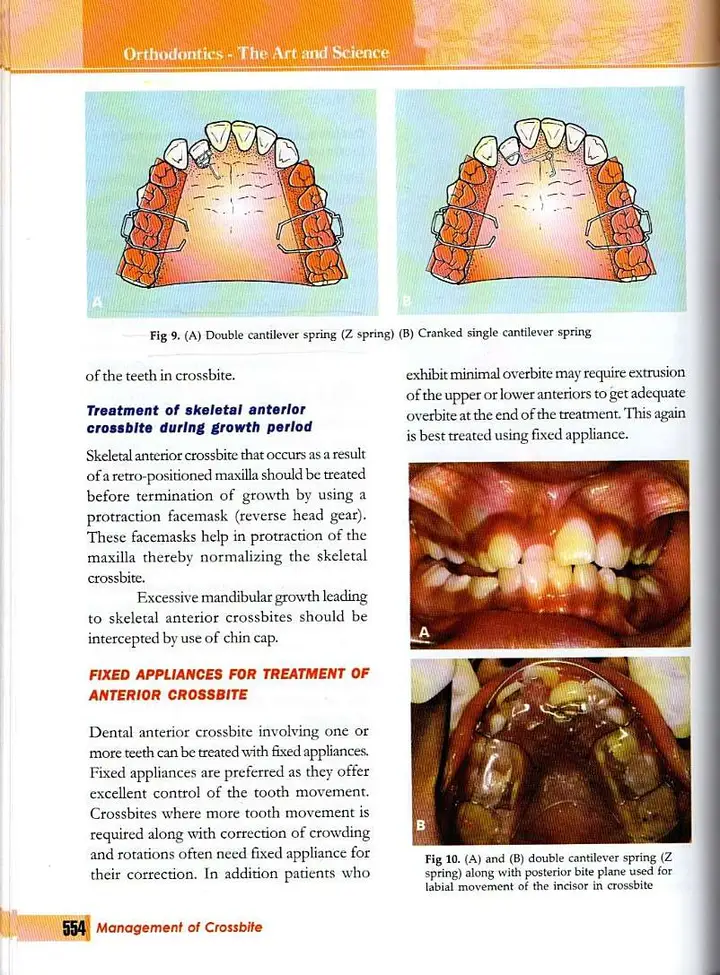 Orthodontics - The Art and Science
A
B
Fig 9. (A) Double cantilever spring (Z spring) (B) Cranked single cantilever spring
of the teeth in crossbite.
Treatment of skeletal anterior
crossbite during growth period
Skeletal anterior crossbite that occurs as a result
of a retro-positioned maxilla should be treated
before termination of growth by using a
protraction facemask (reverse head gear).
These facemasks help in protraction of the
maxilla thereby normalizing the skeletal
crossbite.
Excessive mandibular growth leading
to skeletal anterior crossbites should be
intercepted by use of chin cap.
FIXED APPLIANCES FOR TREATMENT OF
ANTERIOR CROSSBITE
Dental anterior crossbite involving one or
more teeth can be treated with fixed appliances.
Fixed appliances are preferred as they offer
excellent control of the tooth movement.
Crossbites where more tooth movement is
required along with correction of crowding
and rotations often need fixed appliance for
their correction. In addition patients who
exhibit minimal overbite may require extrusion
of the upper or lower anteriors to get adequate
overbite at the end of the treatment. This again
is best treated using fixed appliance.
A
B
Fig 10. (A) and (B) double cantilever spring (Z
spring) along with posterior bite plane used for
labial movement of the incisor in crossbite
554 Management of Crossbite